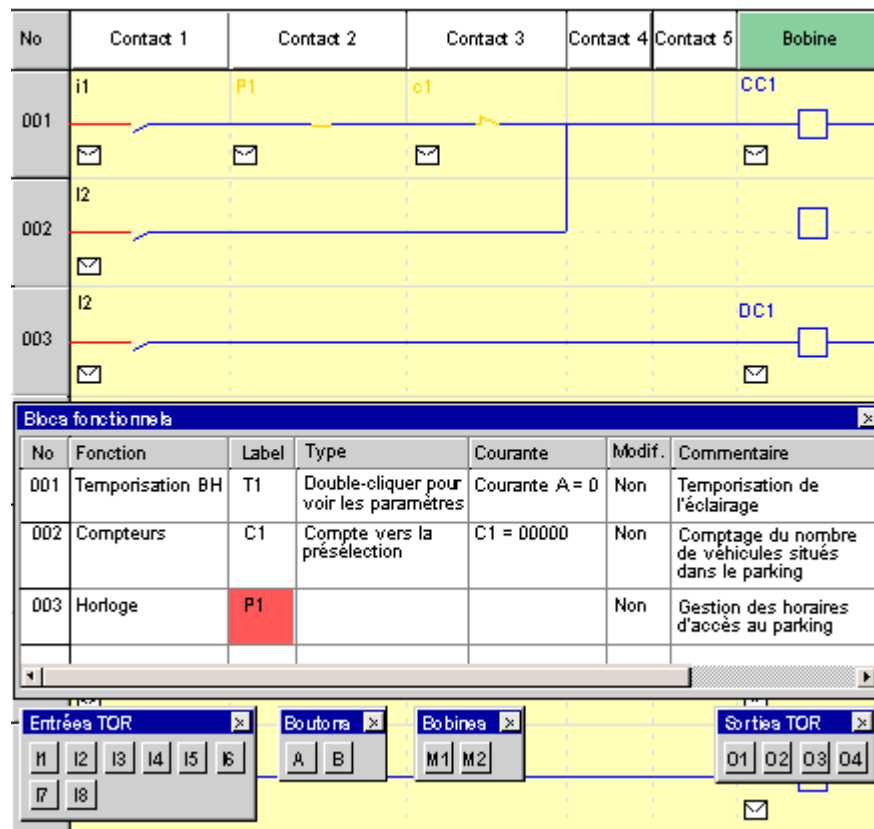 No Contact 1 Contact 2 Contact 3 Contact 4 Contact 5 Bobine
i1 P1 c1 CC1
001
I2
002
I2 DC1
003
Blocs fonctionnels
No Fonction Label Type Courante Modif. Commentaire
001 Temporisation BH T1 Double-cliquer pour Courante A = 0 Non Temporisation de
voir les paramètres l'éclairage
002 Compteurs C1 Compte vers la C1 = 00000 Non Comptage du nombre
présélection de véhicules situés
dans le parking
003 Horloge P1 Non Gestion des horaires
d'accès au parking
Entrées TOR Boutons Bobines Sorties TOR
I1 I2 I3 I4 I5 I6 A B M1 M2 O1 O2 O3 O4
I7 I8